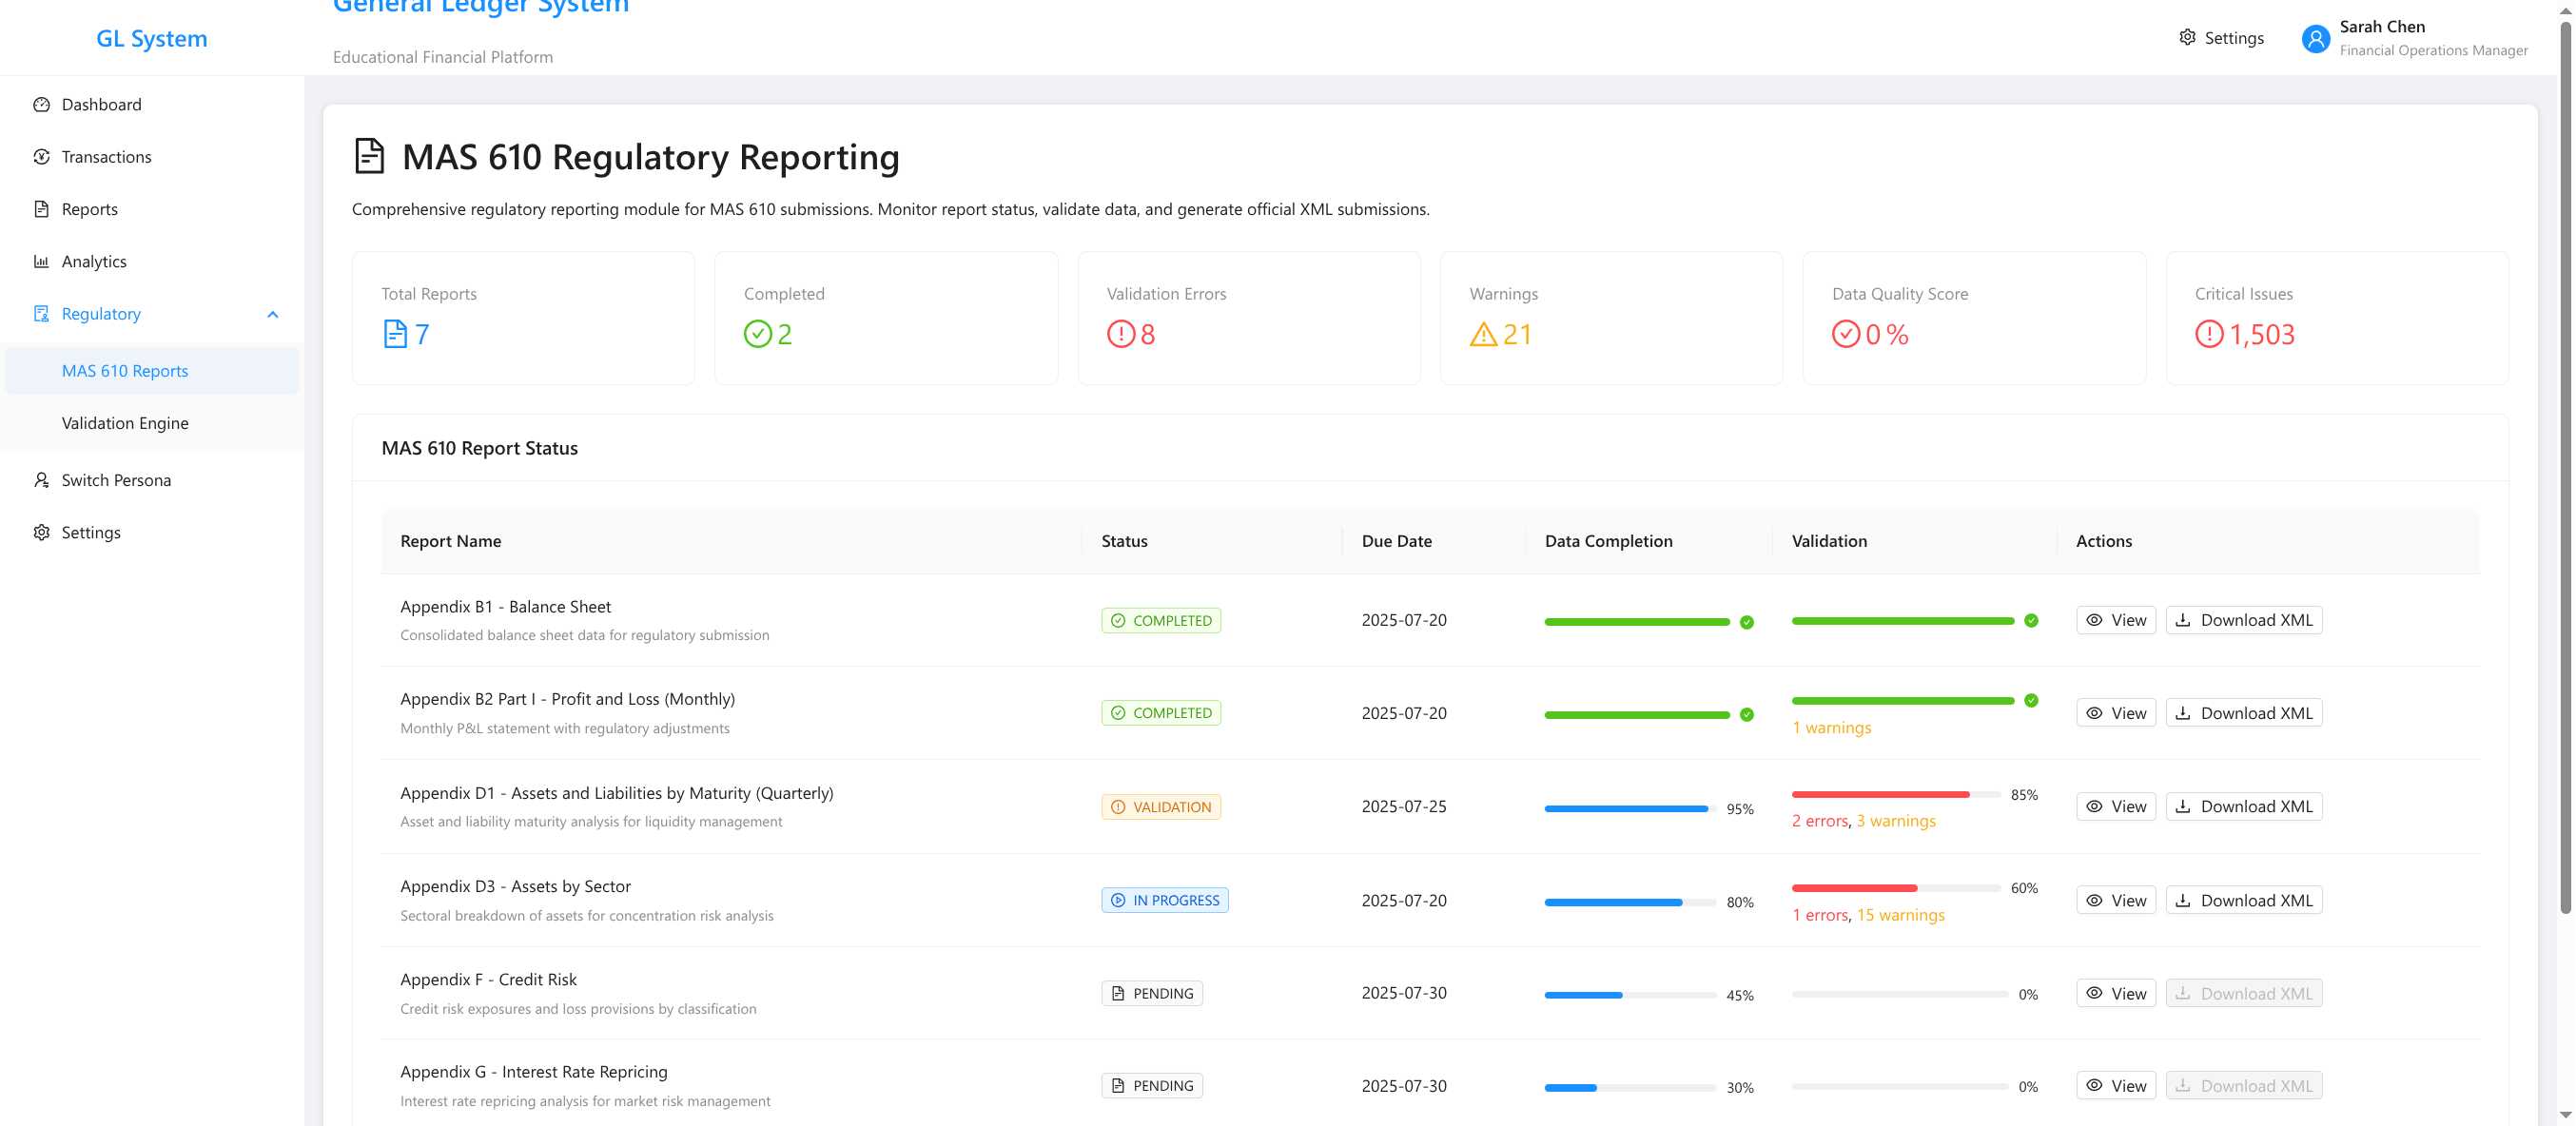 General Ledger System
GL System
Educational Financial Platform
Settings
Sarah Chen
Financial Operations Manager
Dashboard
Transactions
Reports
Analytics
Regulatory
MAS 610 Reports
Validation Engine
Switch Persona
Settings
MAS 610 Regulatory Reporting
Comprehensive regulatory reporting module for MAS 610 submissions. Monitor report status, validate data, and generate official XML submissions.
Total Reports
7
Completed
2
Validation Errors
8
Warnings
21
Data Quality Score
0 %
Critical Issues
1,503
MAS 610 Report Status
Report Name Status Due Date Data Completion Validation Actions
Appendix B1 - Balance Sheet
Consolidated balance sheet data for regulatory submission
COMPLETED 2025-07-20 View Download XML
Appendix B2 Part I - Profit and Loss (Monthly)
Monthly P&L statement with regulatory adjustments
COMPLETED 2025-07-20 1 warnings View Download XML
Appendix D1 - Assets and Liabilities by Maturity (Quarterly)
Asset and liability maturity analysis for liquidity management
VALIDATION 2025-07-25 95% 85%
2 errors, 3 warnings
View Download XML
Appendix D3 - Assets by Sector
Sectoral breakdown of assets for concentration risk analysis
IN PROGRESS 2025-07-20 80% 60%
1 errors, 15 warnings
View Download XML
Appendix F - Credit Risk
Credit risk exposures and loss provisions by classification
PENDING 2025-07-30 45% 0% View Download XML
Appendix G - Interest Rate Repricing
Interest rate repricing analysis for market risk management
PENDING 2025-07-30 30% 0% View Download XML